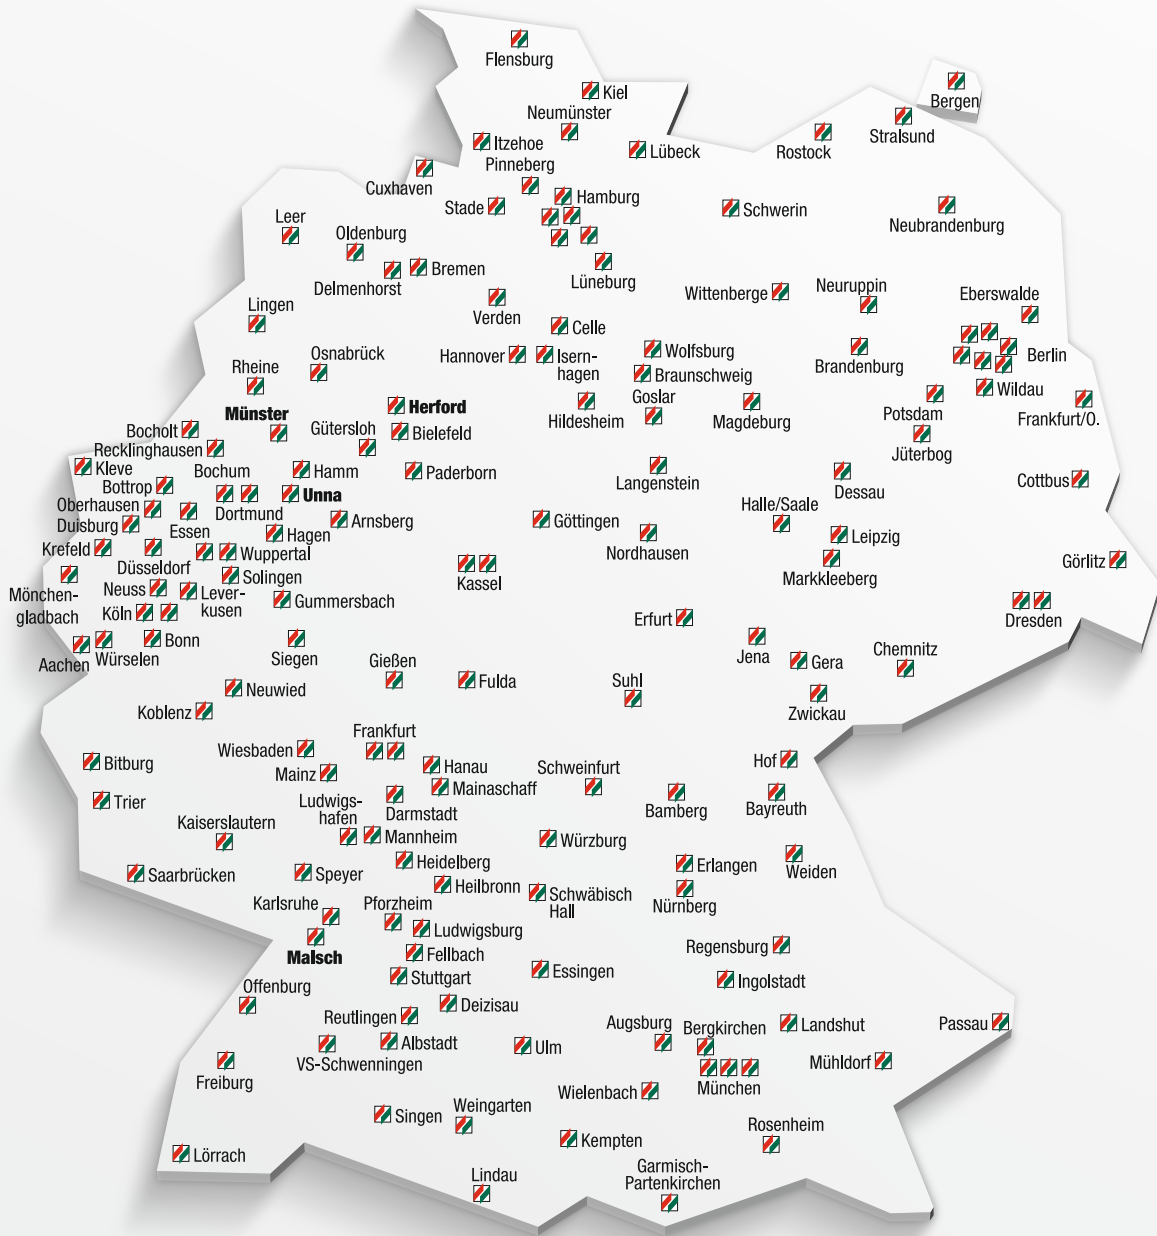 Flensburg
Kiel
Bergen
Neumünster
Stralsund
Itzehoe
Rostock
Lübeck
Pinneberg
Cuxhaven
Hamburg
Stade
Schwerin
Leer
Neubrandenburg
Oldenburg
Bremen
Lüneburg
Delmenhorst
Wittenberge
Neuruppin
Eberswalde
Verden
Lingen
Celle
Osnabrück
Hannover
Isern-
hagen
Wolfsburg
Brandenburg
Berlin
Rheine
Braunschweig
Wildau
Goslar
Herford
Münster
Hildesheim
Magdeburg
Potsdam
Frankfurt/O.
Bocholt
Gütersloh
Bielefeld
Recklinghausen
Jüterbog
Kleve
Bochum
Hamm
Paderborn
Langenstein
Dessau
Cottbus
Bottrop
Unna
Oberhausen
Dortmund
Halle/Saale
Duisburg
Essen
Arnsberg
Göttingen
Hagen
Leipzig
Krefeld
Wuppertal
Nordhausen
Düsseldorf
Markkleeberg
Görlitz
Solingen
Kassel
Mönchen-
gladbach
Neuss
Lever-
kusen
Gummersbach
Köln
Erfurt
Dresden
Bonn
Siegen
Jena
Aachen
Würselen
Gießen
Gera
Chemnitz
Neuwied
Fulda
Suhl
Koblenz
Zwickau
Frankfurt
Wiesbaden
Hof
Bitburg
Mainz
Hanau
Schweinfurt
Mainaschaff
Trier
Ludwigs-
hafen
Darmstadt
Bamberg
Bayreuth
Kaiserslautern
Mannheim
Würzburg
Heidelberg
Erlangen
Weiden
Saarbrücken
Speyer
Heilbronn
Schwäbisch
Hall
Nürnberg
Karlsruhe
Pforzheim
Ludwigsburg
Malsch
Fellbach
Regensburg
Stuttgart
Essingen
Ingolstadt
Offenburg
Deizisau
Reutlingen
Augsburg
Bergkirchen
Landshut
Passau
Albstadt
Ulm
VS-Schwenningen
Mühldorf
Freiburg
München
Wielenbach
Singen
Weingarten
Rosenheim
Kempten
Lörrach
Lindau
Garmisch-
Partenkirchen